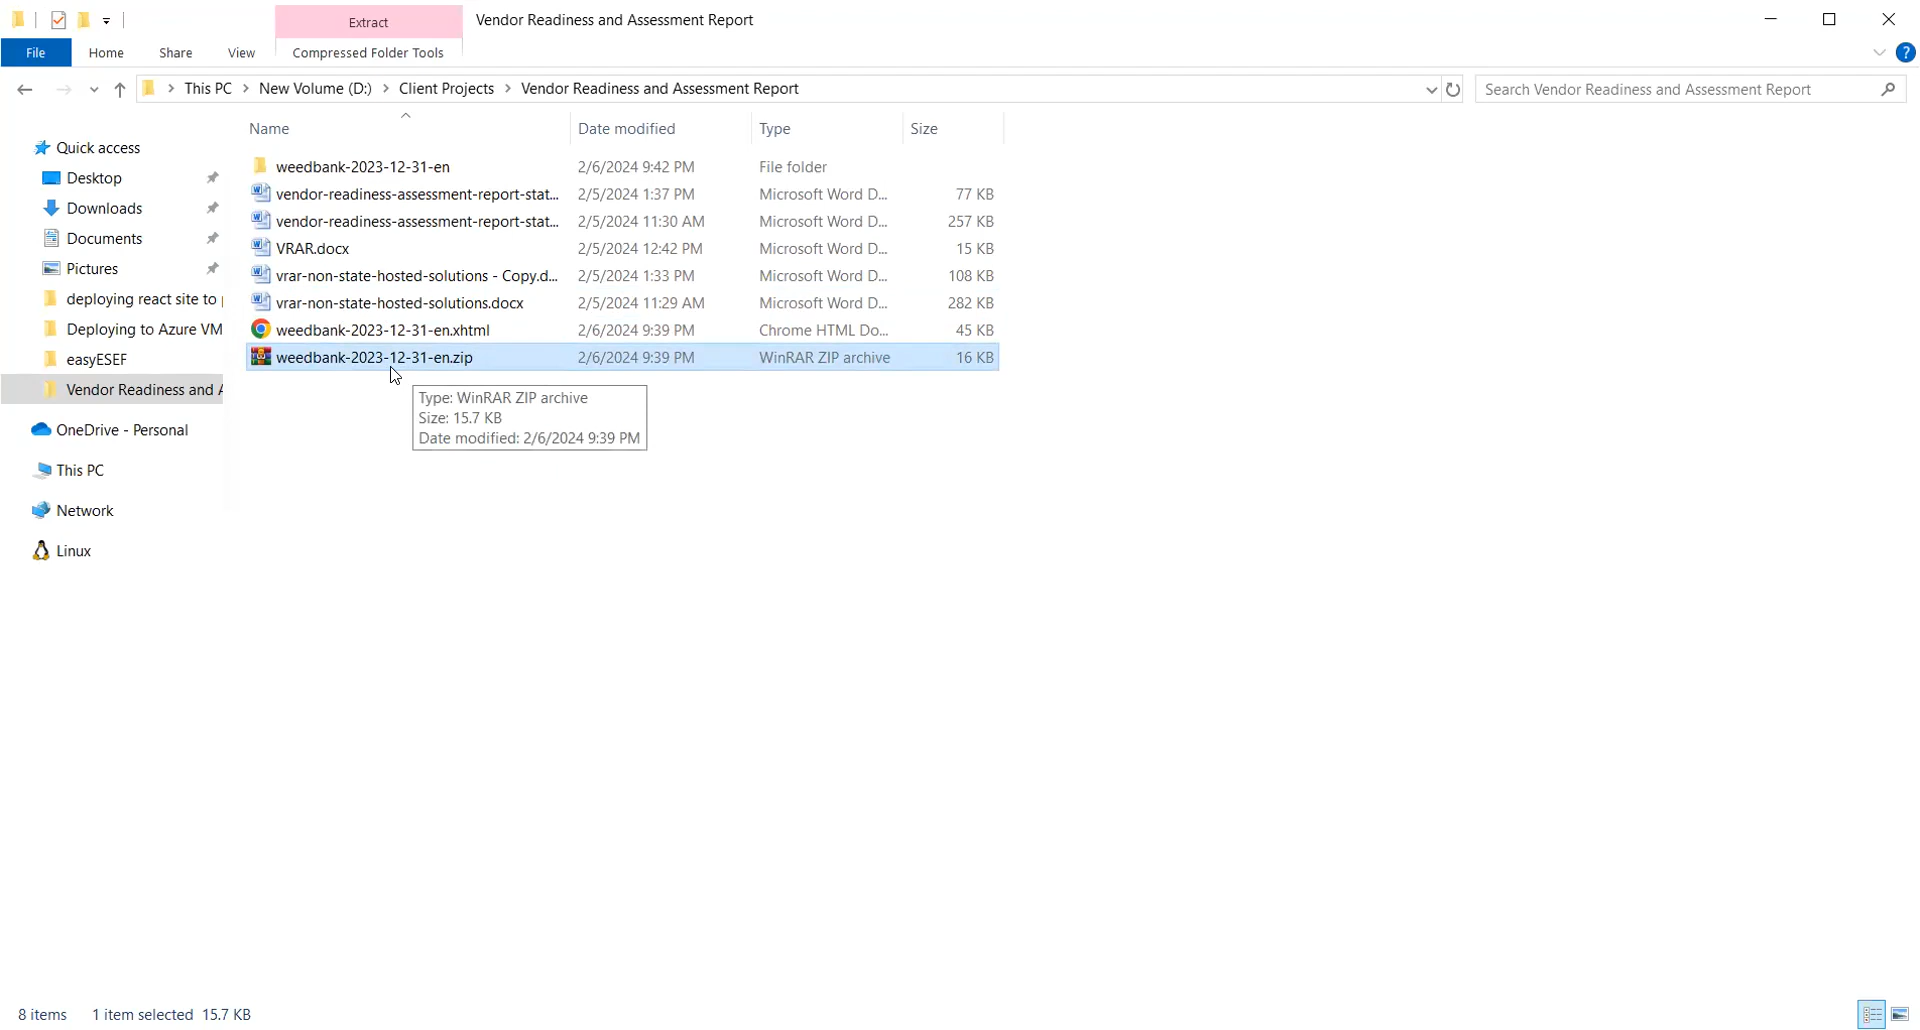 Extract
Vendor Readiness and Assessment Report
File
Home
Share
View
Compressed Folder Tools
?
This PC > New Volume (D:) > Client Projects > Vendor Readiness and Assessment Report
Search Vendor Readiness and Assessment Report
Name
Date modified
Type
Size
Quick access
Desktop
Downloads
Documents
Pictures
deploying react site to
Deploying to Azure VM
easyESEF
Vendor Readiness and A
OneDrive - Personal
This PC
Network
Linux
weedbank-2023-12-31-en 2/6/2024 9:42 PM File folder
vendor-readiness-assessment-report-stat... 2/5/2024 1:37 PM Microsoft Word D... 77 KB
vendor-readiness-assessment-report-stat... 2/5/2024 11:30 AM Microsoft Word D... 257 KB
VRAR.docx 2/5/2024 12:42 PM Microsoft Word D... 15 KB
vrar-non-state-hosted-solutions - Copy.d... 2/5/2024 1:33 PM Microsoft Word D... 108 KB
vrar-non-state-hosted-solutions.docx 2/5/2024 11:29 AM Microsoft Word D... 282 KB
weedbank-2023-12-31-en.xhtml 2/6/2024 9:39 PM Chrome HTML Do... 45 KB
weedbank-2023-12-31-en.zip 2/6/2024 9:39 PM WinRAR ZIP archive 16 KB
Type: WinRAR ZIP archive
Size: 15.7 KB
Date modified: 2/6/2024 9:39 PM
8 items 1 item selected 15.7 KB